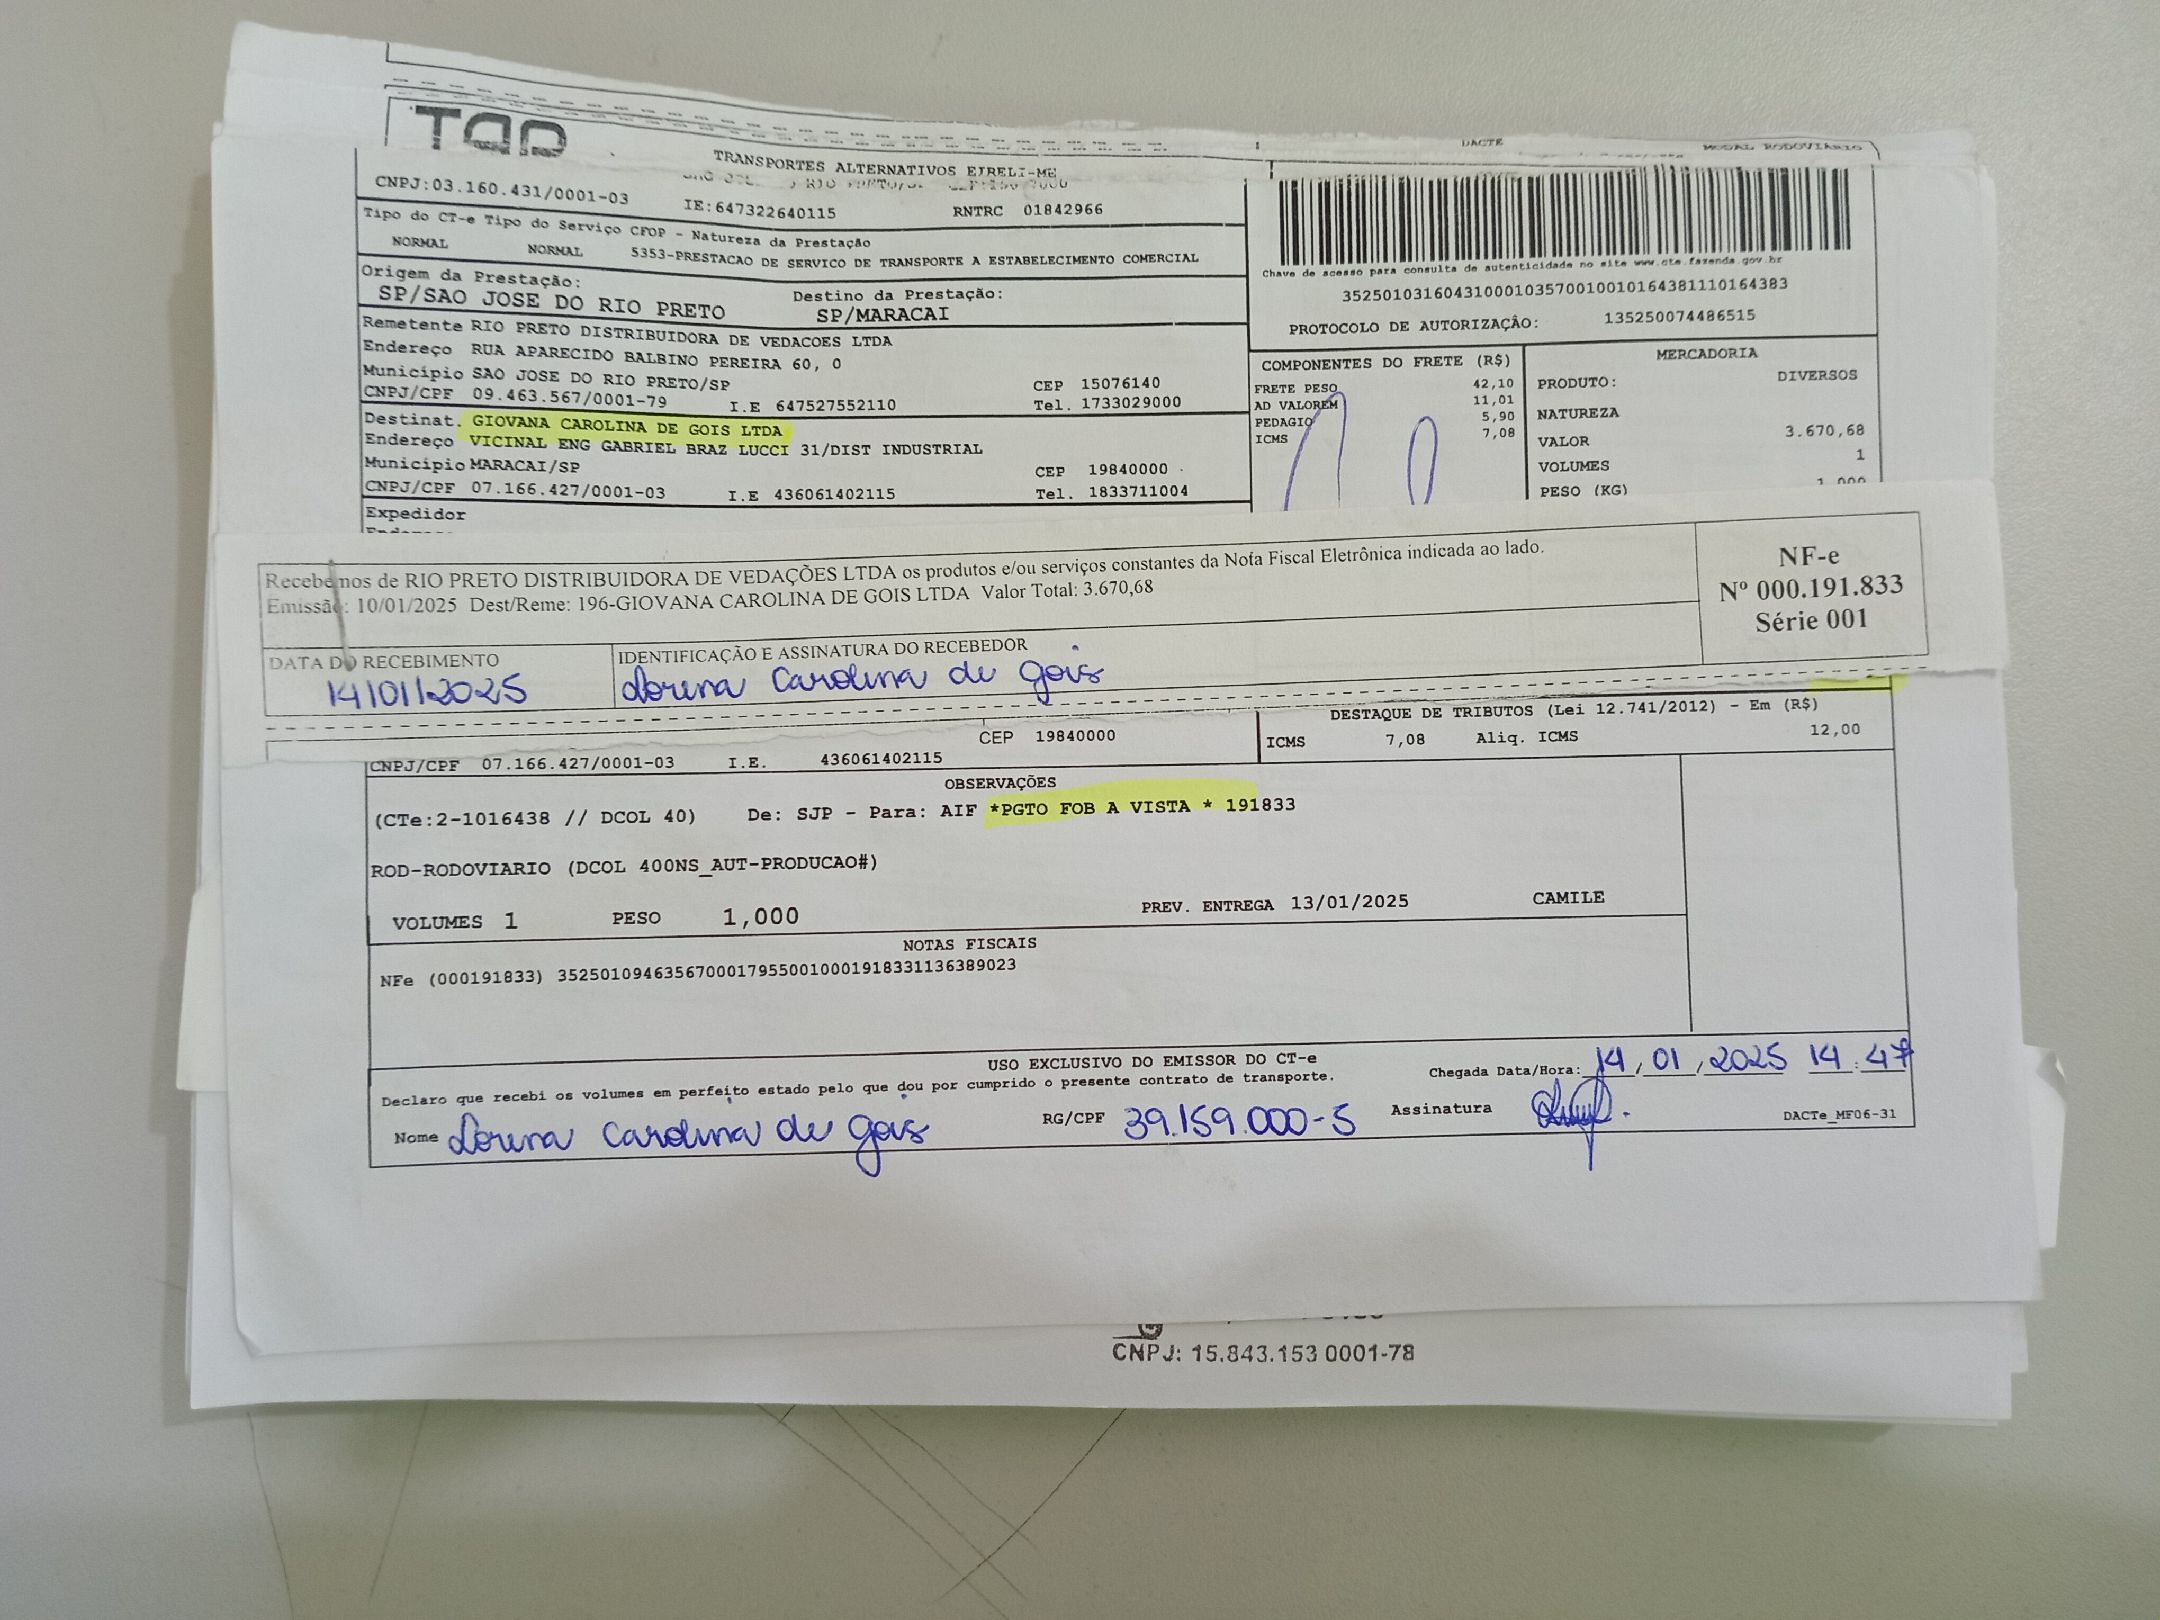 TRANSPORTES ALTERNATIVOS EIRELI-ME
DACTE
MODAL RODOVIÁRIO
CNPJ:03.160.431/0001-03 IE:647322640115 RNTRC 01842966
Tipo do CT-e Tipo do Serviço CFOP - Natureza da Prestação
NORMAL NORMAL 5353-PRESTACAO DE SERVICO DE TRANSPORTE A ESTABELECIMENTO COMERCIAL
Origem da Prestação: Destino da Prestação:
SP/SAO JOSE DO RIO PRETO SP/MARACAI
Chave de acesso para consulta de autenticidade no site www.cte.fazenda.gov.br
35250103160431000103570010010164381110164383
PROTOCOLO DE AUTORIZAÇÃO: 135250074486515
Remetente RIO PRETO DISTRIBUIDORA DE VEDACOES LTDA
Endereço RUA APARECIDO BALBINO PEREIRA 60, 0
Município SAO JOSE DO RIO PRETO/SP CEP 15076140
CNPJ/CPF 09.463.567/0001-79 I.E 647527552110 Tel. 1733029000
Destinat. GIOVANA CAROLINA DE GOIS LTDA
Endereço VICINAL ENG GABRIEL BRAZ LUCCI 31/DIST INDUSTRIAL
Município MARACAI/SP CEP 19840000
CNPJ/CPF 07.166.427/0001-03 I.E 436061402115 Tel. 1833711004
Expedidor
COMPONENTES DO FRETE (R$)
FRETE PESO 42,10
AD VALOREM 11,01
PEDAGIO 5,90
ICMS 7,08
MERCADORIA
PRODUTO: DIVERSOS
NATUREZA
VALOR 3.670,68
VOLUMES 1
PESO (KG) 1,000
Recebemos de RIO PRETO DISTRIBUIDORA DE VEDAÇÕES LTDA os produtos e/ou serviços constantes da Nofa Fiscal Eletrônica indicada ao lado.
Emissão: 10/01/2025 Dest/Reme: 196-GIOVANA CAROLINA DE GOIS LTDA Valor Total: 3.670,68
NF-e
Nº 000.191.833
Série 001
DATA DO RECEBIMENTO IDENTIFICAÇÃO E ASSINATURA DO RECEBEDOR
14/01/2025 Lorena Carolina de Gois
CEP 19840000
CNPJ/CPF 07.166.427/0001-03 I.E. 436061402115
DESTAQUE DE TRIBUTOS (Lei 12.741/2012) - Em (R$)
ICMS 7,08 Aliq. ICMS 12,00
OBSERVAÇÕES
(CTe:2-1016438 // DCOL 40) De: SJP - Para: AIF *PGTO FOB A VISTA * 191833
ROD-RODOVIARIO (DCOL 400NS_AUT-PRODUCAO#)
VOLUMES 1 PESO 1,000 PREV. ENTREGA 13/01/2025 CAMILE
NOTAS FISCAIS
NFe (000191833) 35250109463567000179550010001918331136389023
USO EXCLUSIVO DO EMISSOR DO CT-e
Declaro que recebi os volumes em perfeito estado pelo que dou por cumprido o presente contrato de transporte.
Chegada Data/Hora: 14/01/2025 14:47
Nome Lorena Carolina de Gois RG/CPF 39.159.000-5 Assinatura
DACTe_MF06-31
CNPJ: 15.843.153 0001-78